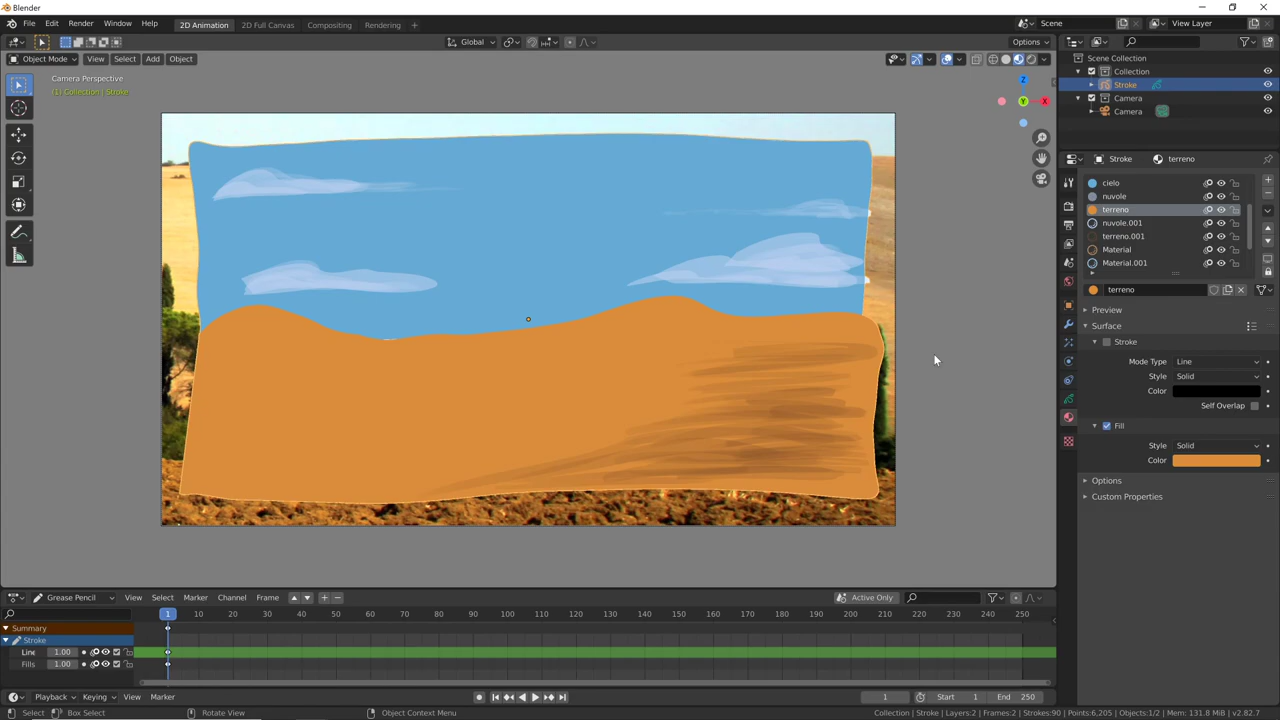 Blender
File Edit Render Window Help 2D Animation 2D Full Canvas Compositing Rendering Scene View Layer
Global Options
Object Mode View Select Add Object
Camera Perspective
(1) Collection | Stroke
Z
Y
X
Scene Collection
Collection
Stroke
Camera
Camera
Stroke terreno
cielo
nuvole
terreno
nuvole.001
terreno.001
Material
Material.001
terreno
Preview
Surface
Stroke
Mode Type Line
Style Solid
Color
Self Overlap
Fill
Style Solid
Color
Options
Custom Properties
Grease Pencil View Select Marker Channel Frame Active Only
1 10 20 30 40 50 60 70 80 90 100 110 120 130 140 150 160 170 180 190 200 210 220 230 240 250
Summary
Stroke
Line 1.00
Fills 1.00
Playback Keying View Marker 1 Start 1 End 250
Select Box Select Rotate View Object Context Menu Collection | Stroke | Layers:2 | Frames:2 | Strokes:90 | Points:6,205 | Objects:1/2 | Mem: 131.8 MiB | v2.82.7